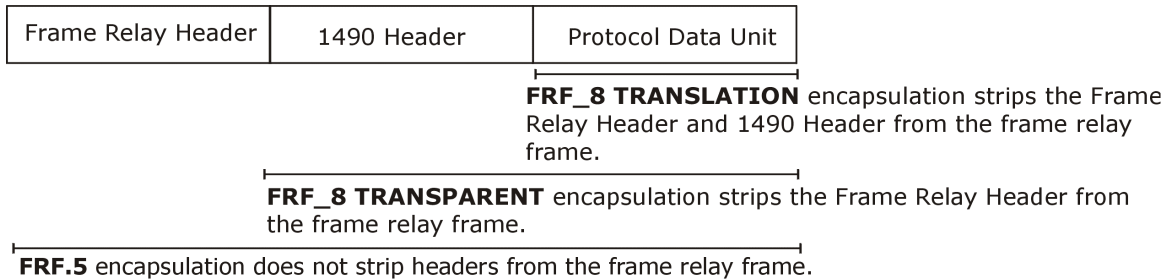 Frame Relay Header 1490 Header Protocol Data Unit
FRF_8 TRANSLATION encapsulation strips the Frame
Relay Header and 1490 Header from the frame relay
frame.
FRF_8 TRANSPARENT encapsulation strips the Frame Relay Header from
the frame relay frame.
FRF.5 encapsulation does not strip headers from the frame relay frame.